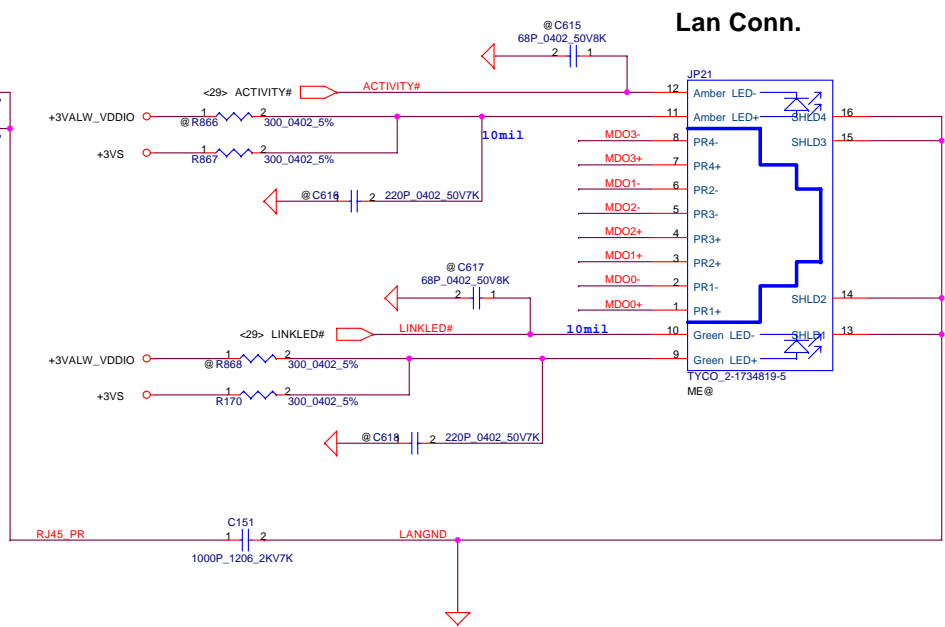 Lan Conn.
@ C615
68P_0402_50V8K
2 1
JP21
<29> ACTIVITY#
ACTIVITY#
12 Amber LED-
+3VALW_VDDIO
1 2
@ R866 300_0402_5%
11 Amber LED+
SHLD4 16
10mil
MDO3- 8 PR4-
SHLD3 15
+3VS
1 2
R867 300_0402_5%
MDO3+ 7 PR4+
@ C616 1 2 220P_0402_50V7K
MDO1- 6 PR2-
MDO2- 5 PR3-
MDO2+ 4 PR3+
MDO1+ 3 PR2+
@ C617
68P_0402_50V8K
2 1
MDO0- 2 PR1-
SHLD2 14
MDO0+ 1 PR1+
<29> LINKLED#
LINKLED#
10mil
10 Green LED-
SHLD1 13
+3VALW_VDDIO
1 2
@ R868 300_0402_5%
9 Green LED+
TYCO_2-1734819-5
ME@
+3VS
1 2
R170 300_0402_5%
@ C618 1 2 220P_0402_50V7K
C151
RJ45_PR
1 2
LANGND
1000P_1206_2KV7K